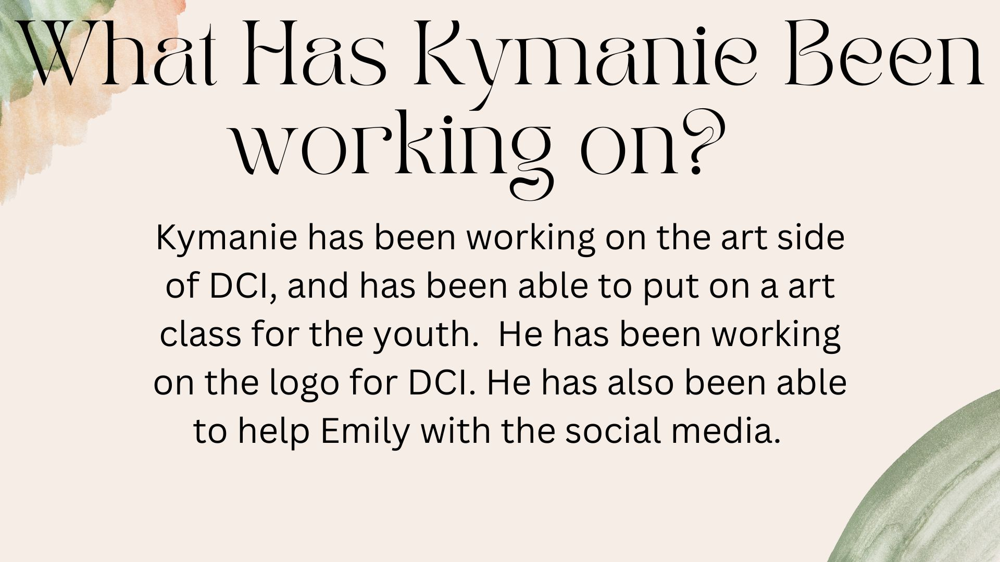 What Has Kymanie Been
working on?
Kymanie has been working on the art side
of DCI, and has been able to put on a art
class for the youth.  He has been working
on the logo for DCI. He has also been able
to help Emily with the social media.